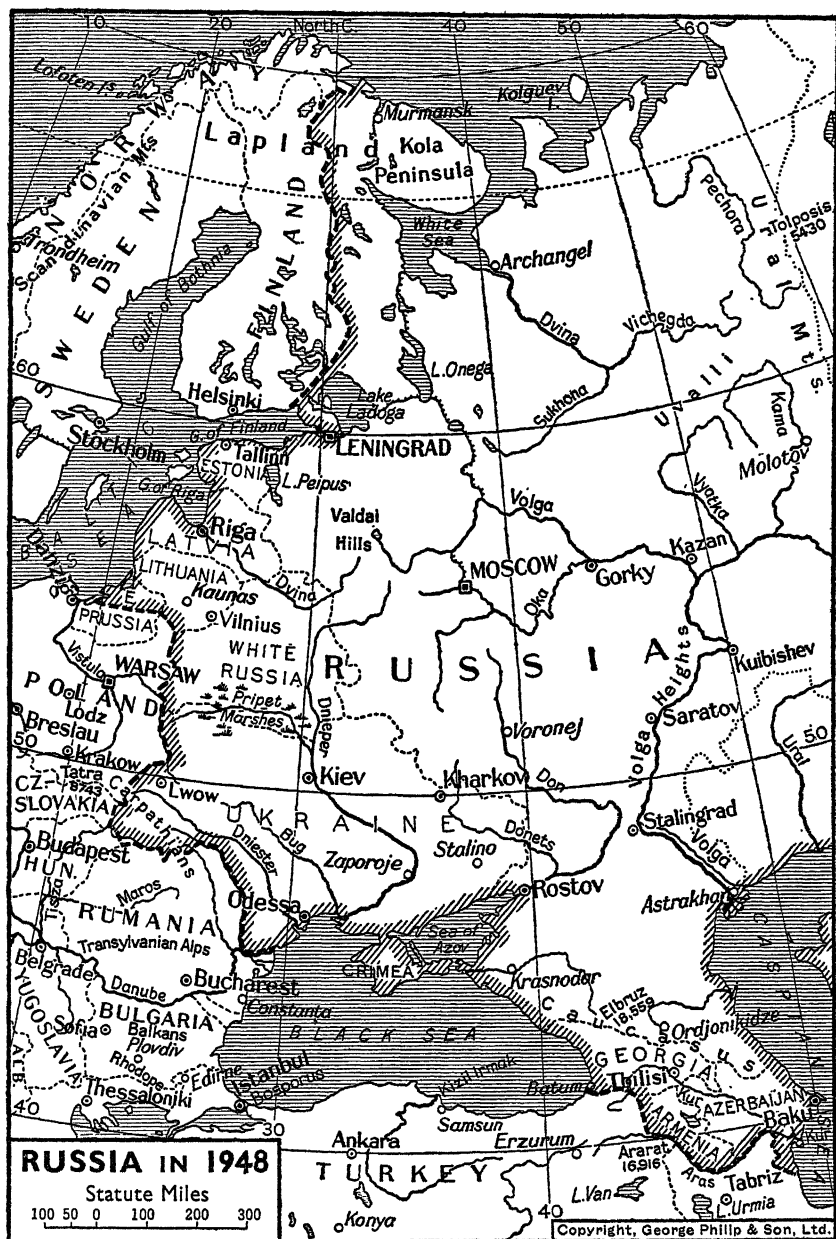 10
20
North C.
40
50
60
Lofoten Is.
NORWAY
Lapland
Murmansk
Kola
Peninsula
Kolguev
I.
Scandinavian Mts
Trondheim
SWEDEN
FINLAND
Gulf of Bothnia
White
Sea
Archangel
Pechora
Ural Mts.
Tolposis
5430
Dvina
Vichegda
Uvalli
60
L.Onega
Sukhona
Kama
Molotov
Helsinki
Lake
Ladoga
Stockholm
G. of Finland
LENINGRAD
Tallinn
ESTONIA
L.Peipus
G.of Riga
BALTIC SEA
Vyatka
Volga
Valdai
Hills
Riga
LATVIA
Kazan
MOSCOW
Gorky
Danzig
LITHUANIA
Kaunas
Dvina
Oka
E.
PRUSSIA
Vilnius
WHITE
RUSSIA
RUSSIA
Kuibishev
Vistula
WARSAW
POLAND
Lodz
Pripet
Marshes
Dnieper
Volga Heights
Saratov
Breslau
Voronej
50
50
Ural
Krakow
Kiev
Kharkov
Don
CZ.
SLOVAKIA
Tatra
8743
Carpathians
Lwow
UKRAINE
Stalingrad
Volga
Budapest
HUN.
Dniester
Bug
Donets
Stalino
Zaporoje
Tisza
Maros
RUMANIA
Odessa
Rostov
Astrakhan
Transylvanian Alps
Sea of
Azov
CASPIAN SEA
Belgrade
CRIMEA
Krasnodar
Danube
Bucharest
Elbruz
18,559
Caucasus
Ordjonikidze
YUGOSLAVIA
Constanta
BULGARIA
Sofia
Balkans
Plovdiv
BLACK SEA
GEORGIA
Rhodope
Edirne
Istanbul
Bosporus
Kizil Irmak
Batum
Tbilisi
Kur
AZERBAIJAN
Baku
ALB.
Thessaloniki
Samsun
ARMENIA
40
30
Ankara
Erzurum
Ararat
16,916
Aras
Tabriz
TURKEY
L.Van
L.Urmia
Konya
40
RUSSIA IN 1948
Statute Miles
100 50 0 100 200 300
Copyright, George Philip & Son, Ltd.